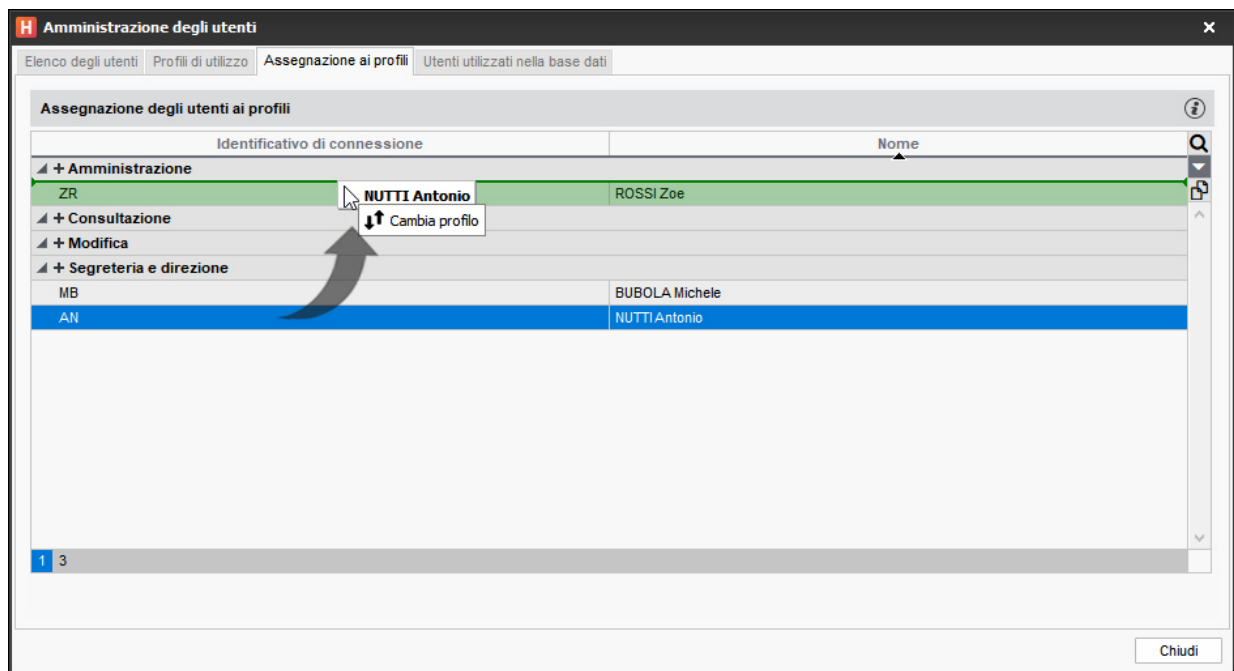 H Amministrazione degli utenti
Elenco degli utenti Profili di utilizzo Assegnazione ai profili Utenti utilizzati nella base dati
Assegnazione degli utenti ai profili
Identificativo di connessione Nome
+ Amministrazione
ZR NUTTI Antonio ROSSI Zoe
Cambia profilo
+ Consultazione
+ Modifica
+ Segreteria e direzione
MB BUBOLA Michele
AN NUTTI Antonio
1 3
Chiudi